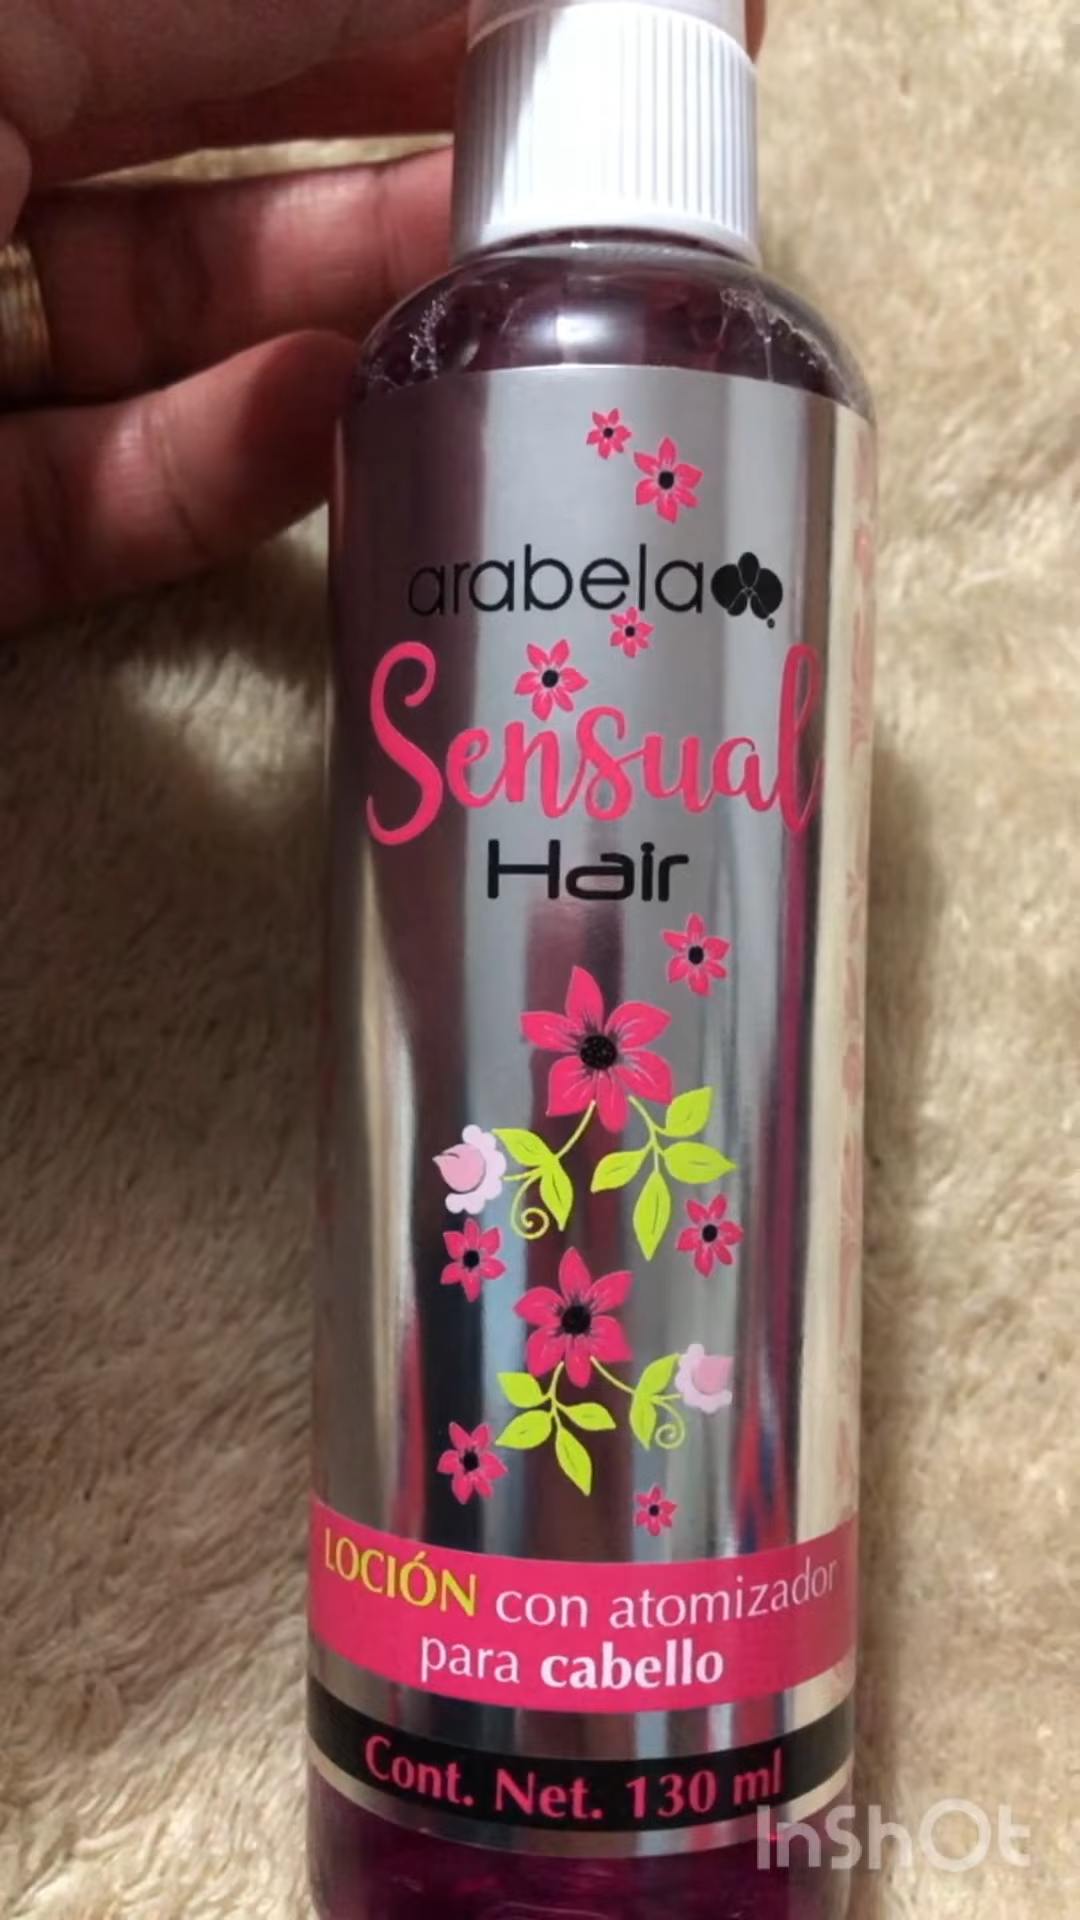 arabela
Sensual
Hair
LOCIÓN con atomizador
para cabello
Cont. Net. 130 ml
InShOt